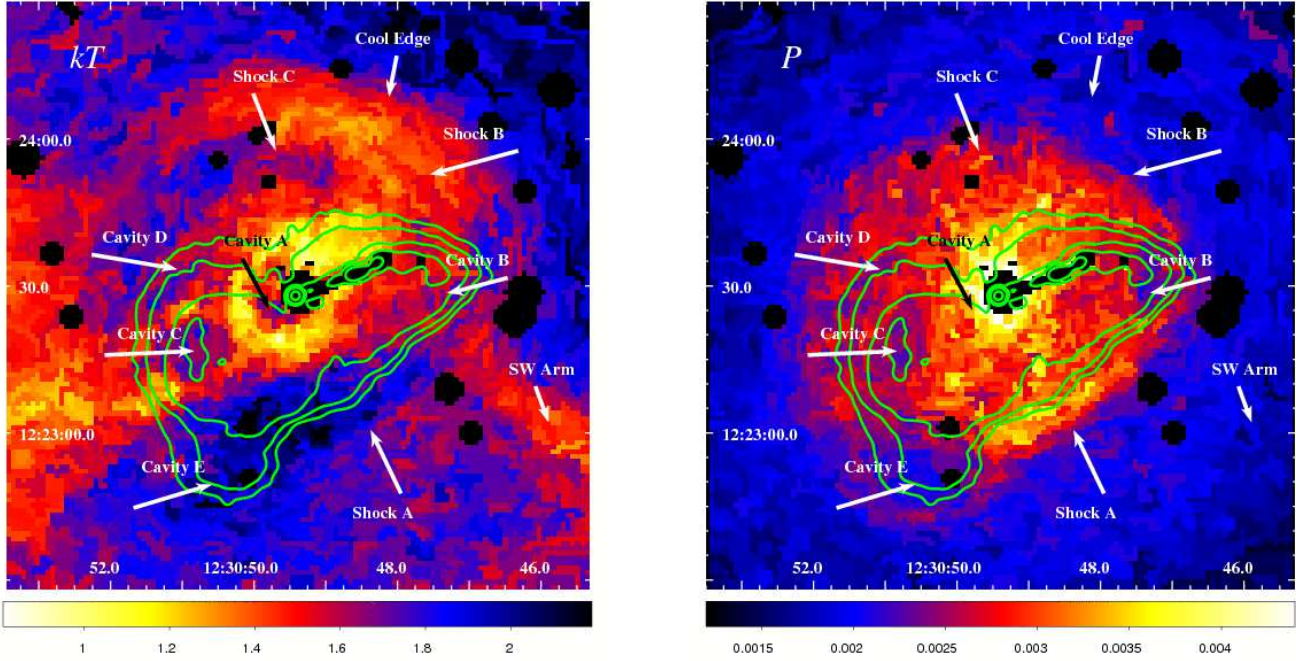 kT
Cool Edge
Shock C
Shock B
24:00.0
Cavity D
Cavity A
Cavity B
30.0
Cavity C
SW Arm
12:23:00.0
Cavity E
Shock A
52.0 12:30:50.0 48.0 46.0
1 1.2 1.4 1.6 1.8 2
P
Cool Edge
Shock C
Shock B
24:00.0
Cavity D
Cavity A
Cavity B
30.0
Cavity C
SW Arm
12:23:00.0
Cavity E
Shock A
52.0 12:30:50.0 48.0 46.0
0.0015 0.002 0.0025 0.003 0.0035 0.004